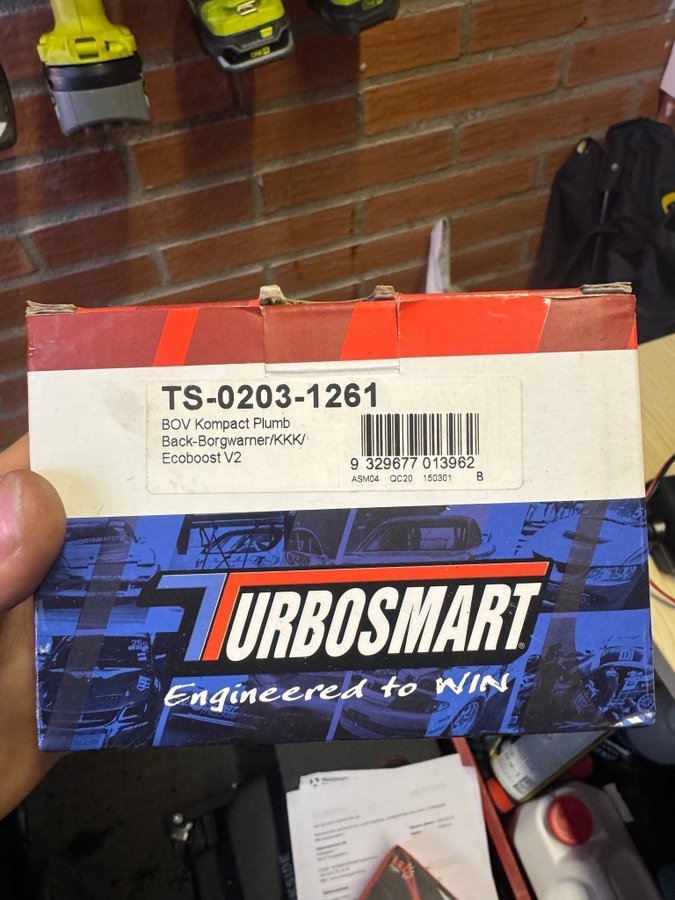 TS-0203-1261
BOV Kompact Plumb
Back-Borgwarner/KKK/
Ecoboost V2
9 329677 013962
ASM04 QC20 150301 B
TURBOSMART®
Engineered to WIN